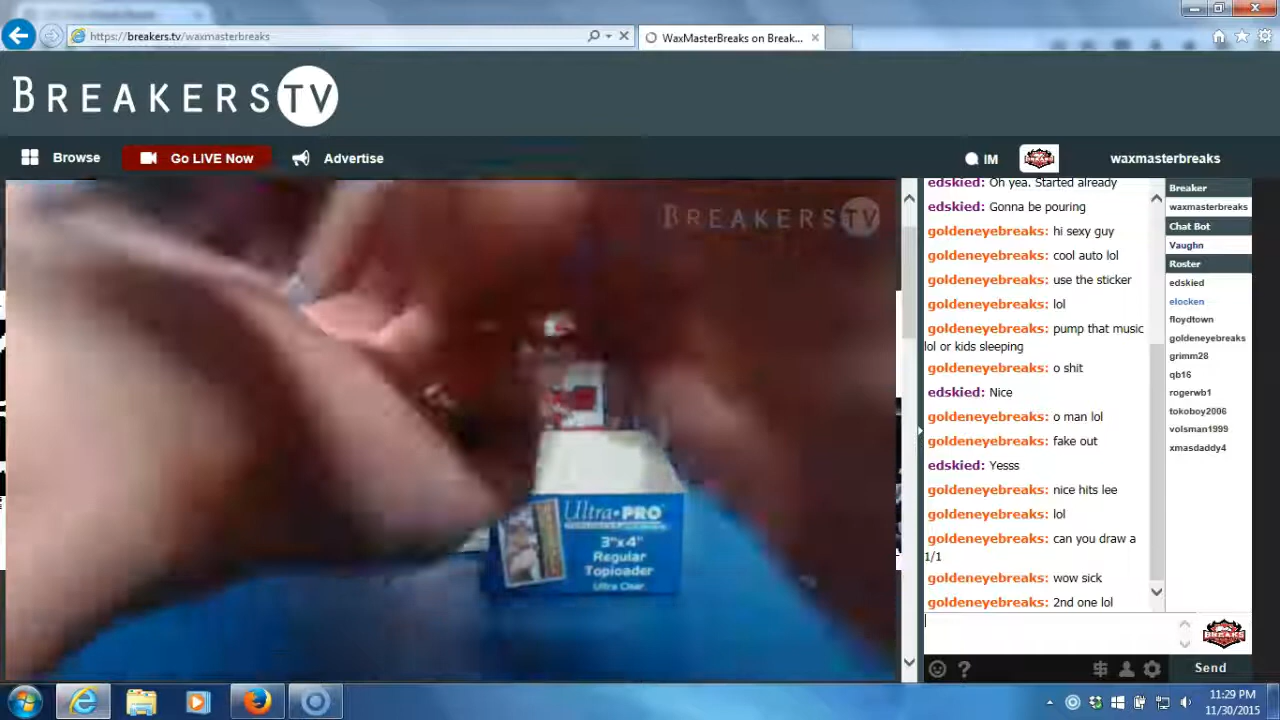 https://breakers.tv/waxmasterbreaks
WaxMasterBreaks on Break...
BREAKERSTV
Browse
Go LIVE Now
Advertise
IM
waxmasterbreaks
BREAKERSTV
Ultra•PRO
3"x4"
Regular
Toploader
Ultra Clear
edskied: Oh yea. Started already
edskied: Gonna be pouring
goldeneyebreaks: hi sexy guy
goldeneyebreaks: cool auto lol
goldeneyebreaks: use the sticker
goldeneyebreaks: lol
goldeneyebreaks: pump that music
lol or kids sleeping
goldeneyebreaks: o shit
edskied: Nice
goldeneyebreaks: o man lol
goldeneyebreaks: fake out
edskied: Yesss
goldeneyebreaks: nice hits lee
goldeneyebreaks: lol
goldeneyebreaks: can you draw a
1/1
goldeneyebreaks: wow sick
goldeneyebreaks: 2nd one lol
BREAKS
Send
Breaker
waxmasterbreaks
Chat Bot
Vaughn
Roster
edskied
elocken
floydtown
goldeneyebreaks
grimm28
qb16
rogerwb1
tokoboy2006
volsman1999
xmasdaddy4
11:29 PM
11/30/2015